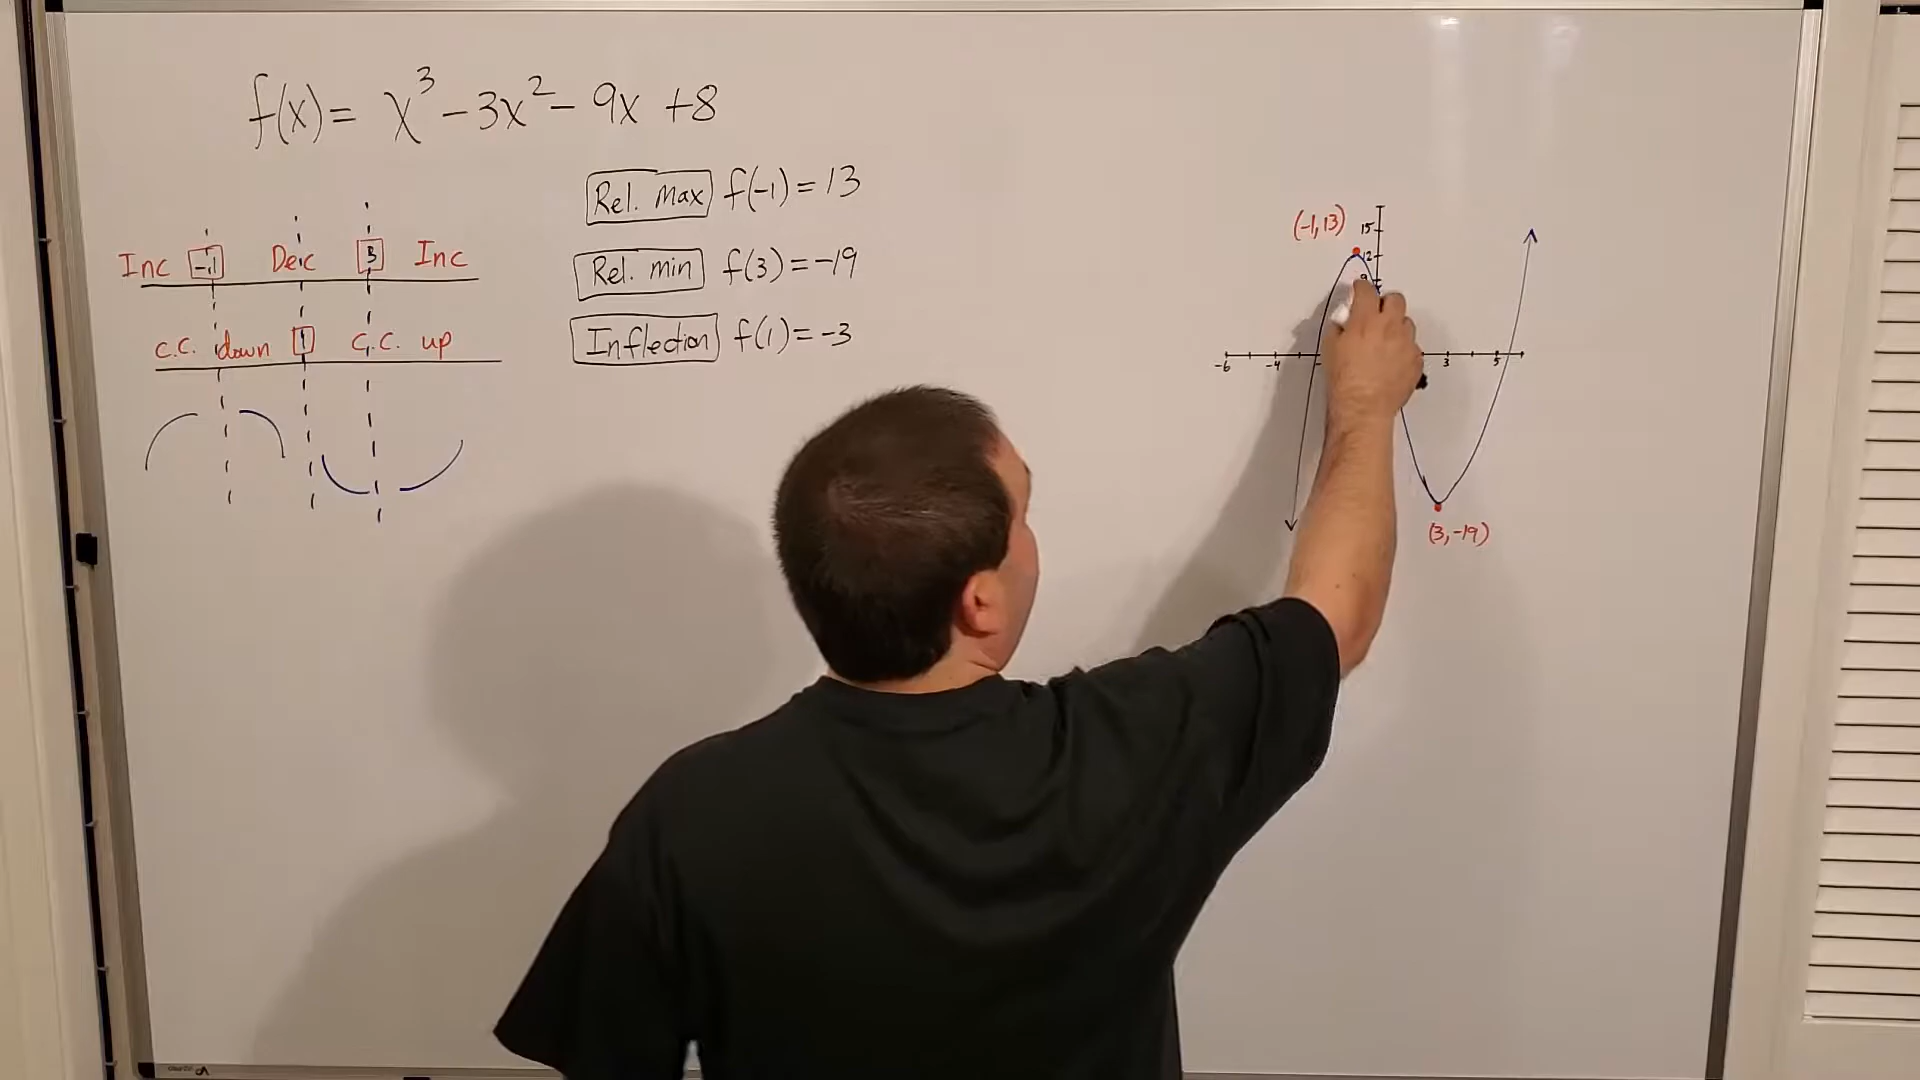 f(x) = x³ - 3x² - 9x + 8
Rel. max f(-1) = 13
Inc -1 Dec 3 Inc
Rel. min f(3) = -19
c.c. down 1 c.c. up
Inflection f(1) = -3
(-1,13) 15
12
9
-6 -4 3 5
(3,-19)